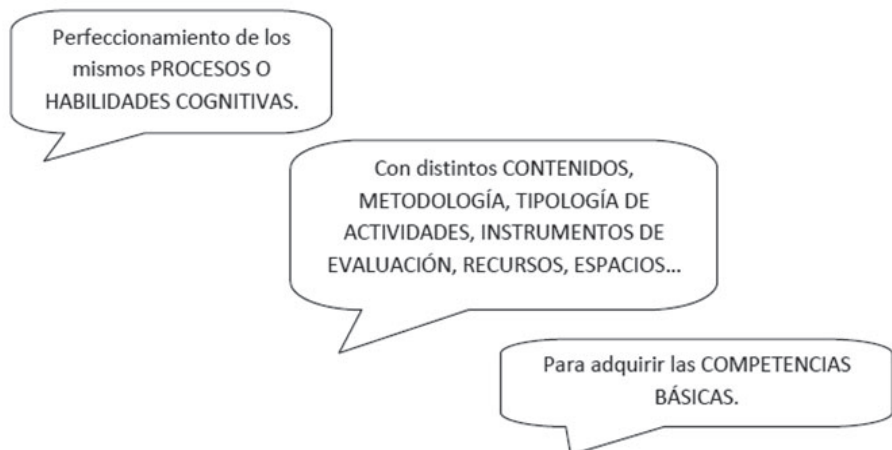 Perfeccionamiento de los
mismos PROCESOS O
HABILIDADES COGNITIVAS.
Con distintos CONTENIDOS,
METODOLOGÍA, TIPOLOGÍA DE
ACTIVIDADES, INSTRUMENTOS DE
EVALUACIÓN, RECURSOS, ESPACIOS...
Para adquirir las COMPETENCIAS
BÁSICAS.